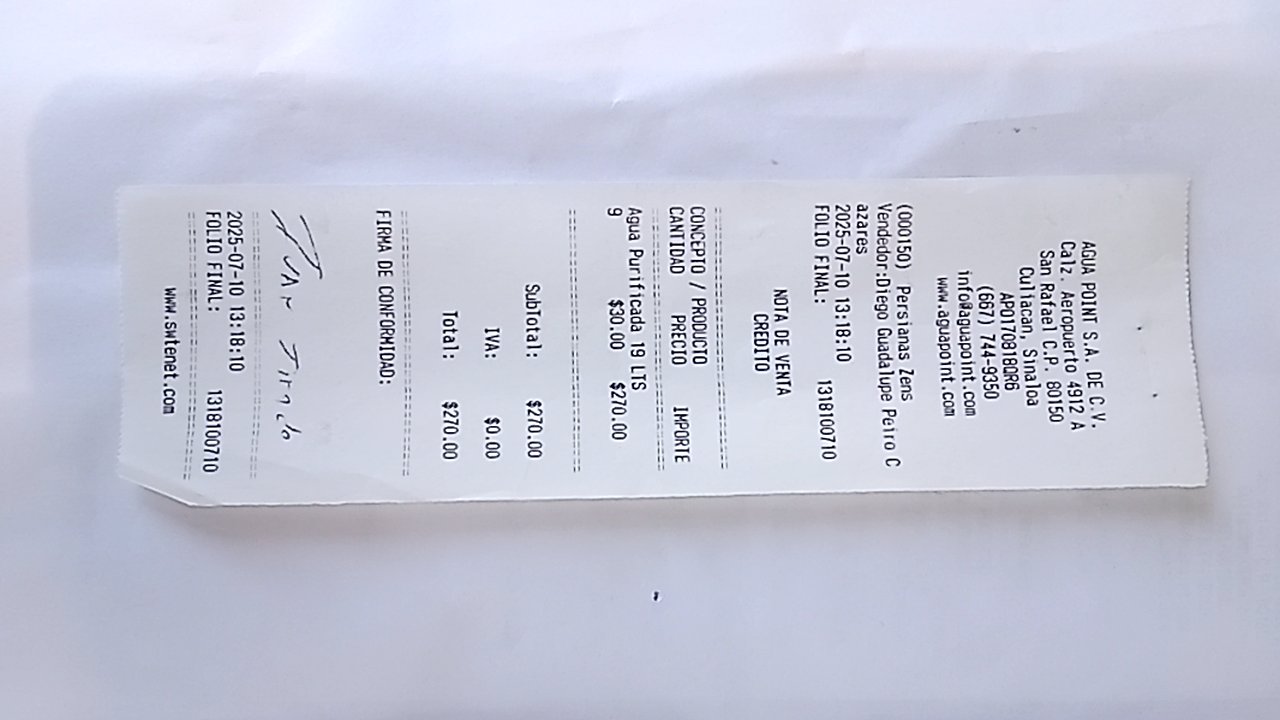 AGUA POINT S.A. DE C.V.
Calz. Aeropuerto 4912 A
San Rafael C.P. 80150
Culiacan, Sinaloa
APO170818QR6
(667) 744-9350
info@aguapoint.com
www.aguapoint.com
(000150) Persianas Zens
Vendedor:Diego Guadalupe Peiro C
azares
2025-07-10 13:18:10
FOLIO FINAL: 1318100710
NOTA DE VENTA
CREDITO
================================
CONCEPTO / PRODUCTO
CANTIDAD PRECIO IMPORTE
================================
Agua Purificada 19 LTS
9 $30.00 $270.00
================================
SubTotal: $270.00
IVA: $0.00
Total: $270.00
================================
FIRMA DE CONFORMIDAD:
================================
2025-07-10 13:18:10
FOLIO FINAL: 1318100710
================================
www.swtenet.com